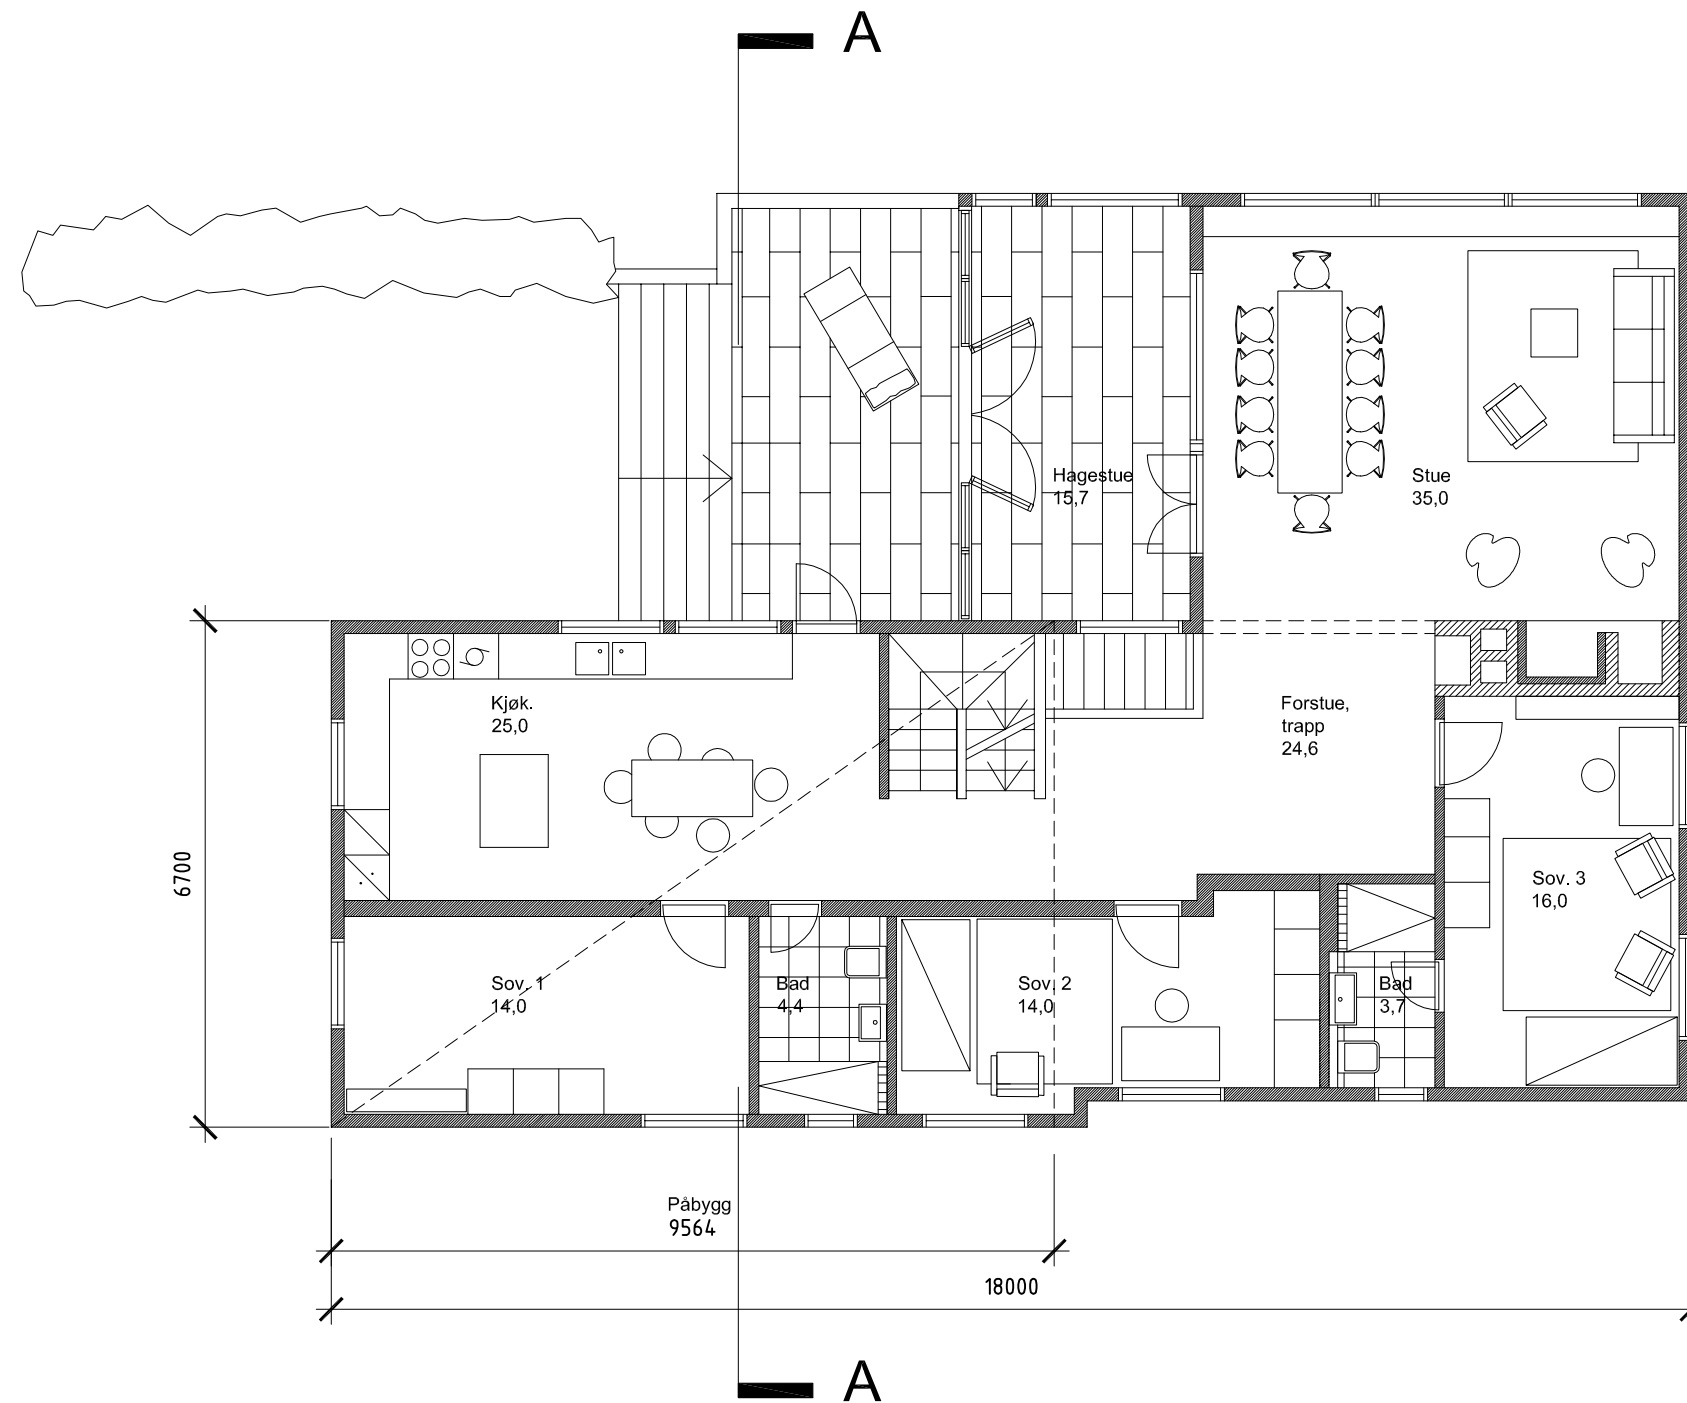 A
Hagestue
15,7
Stue
35,0
Kjøk.
25,0
Forstue,
trapp
24,6
6700
Sov. 3
16,0
Sov. 1
14,0
Bad
4,4
Sov. 2
14,0
Bad
3,7
Påbygg
9564
18000
A